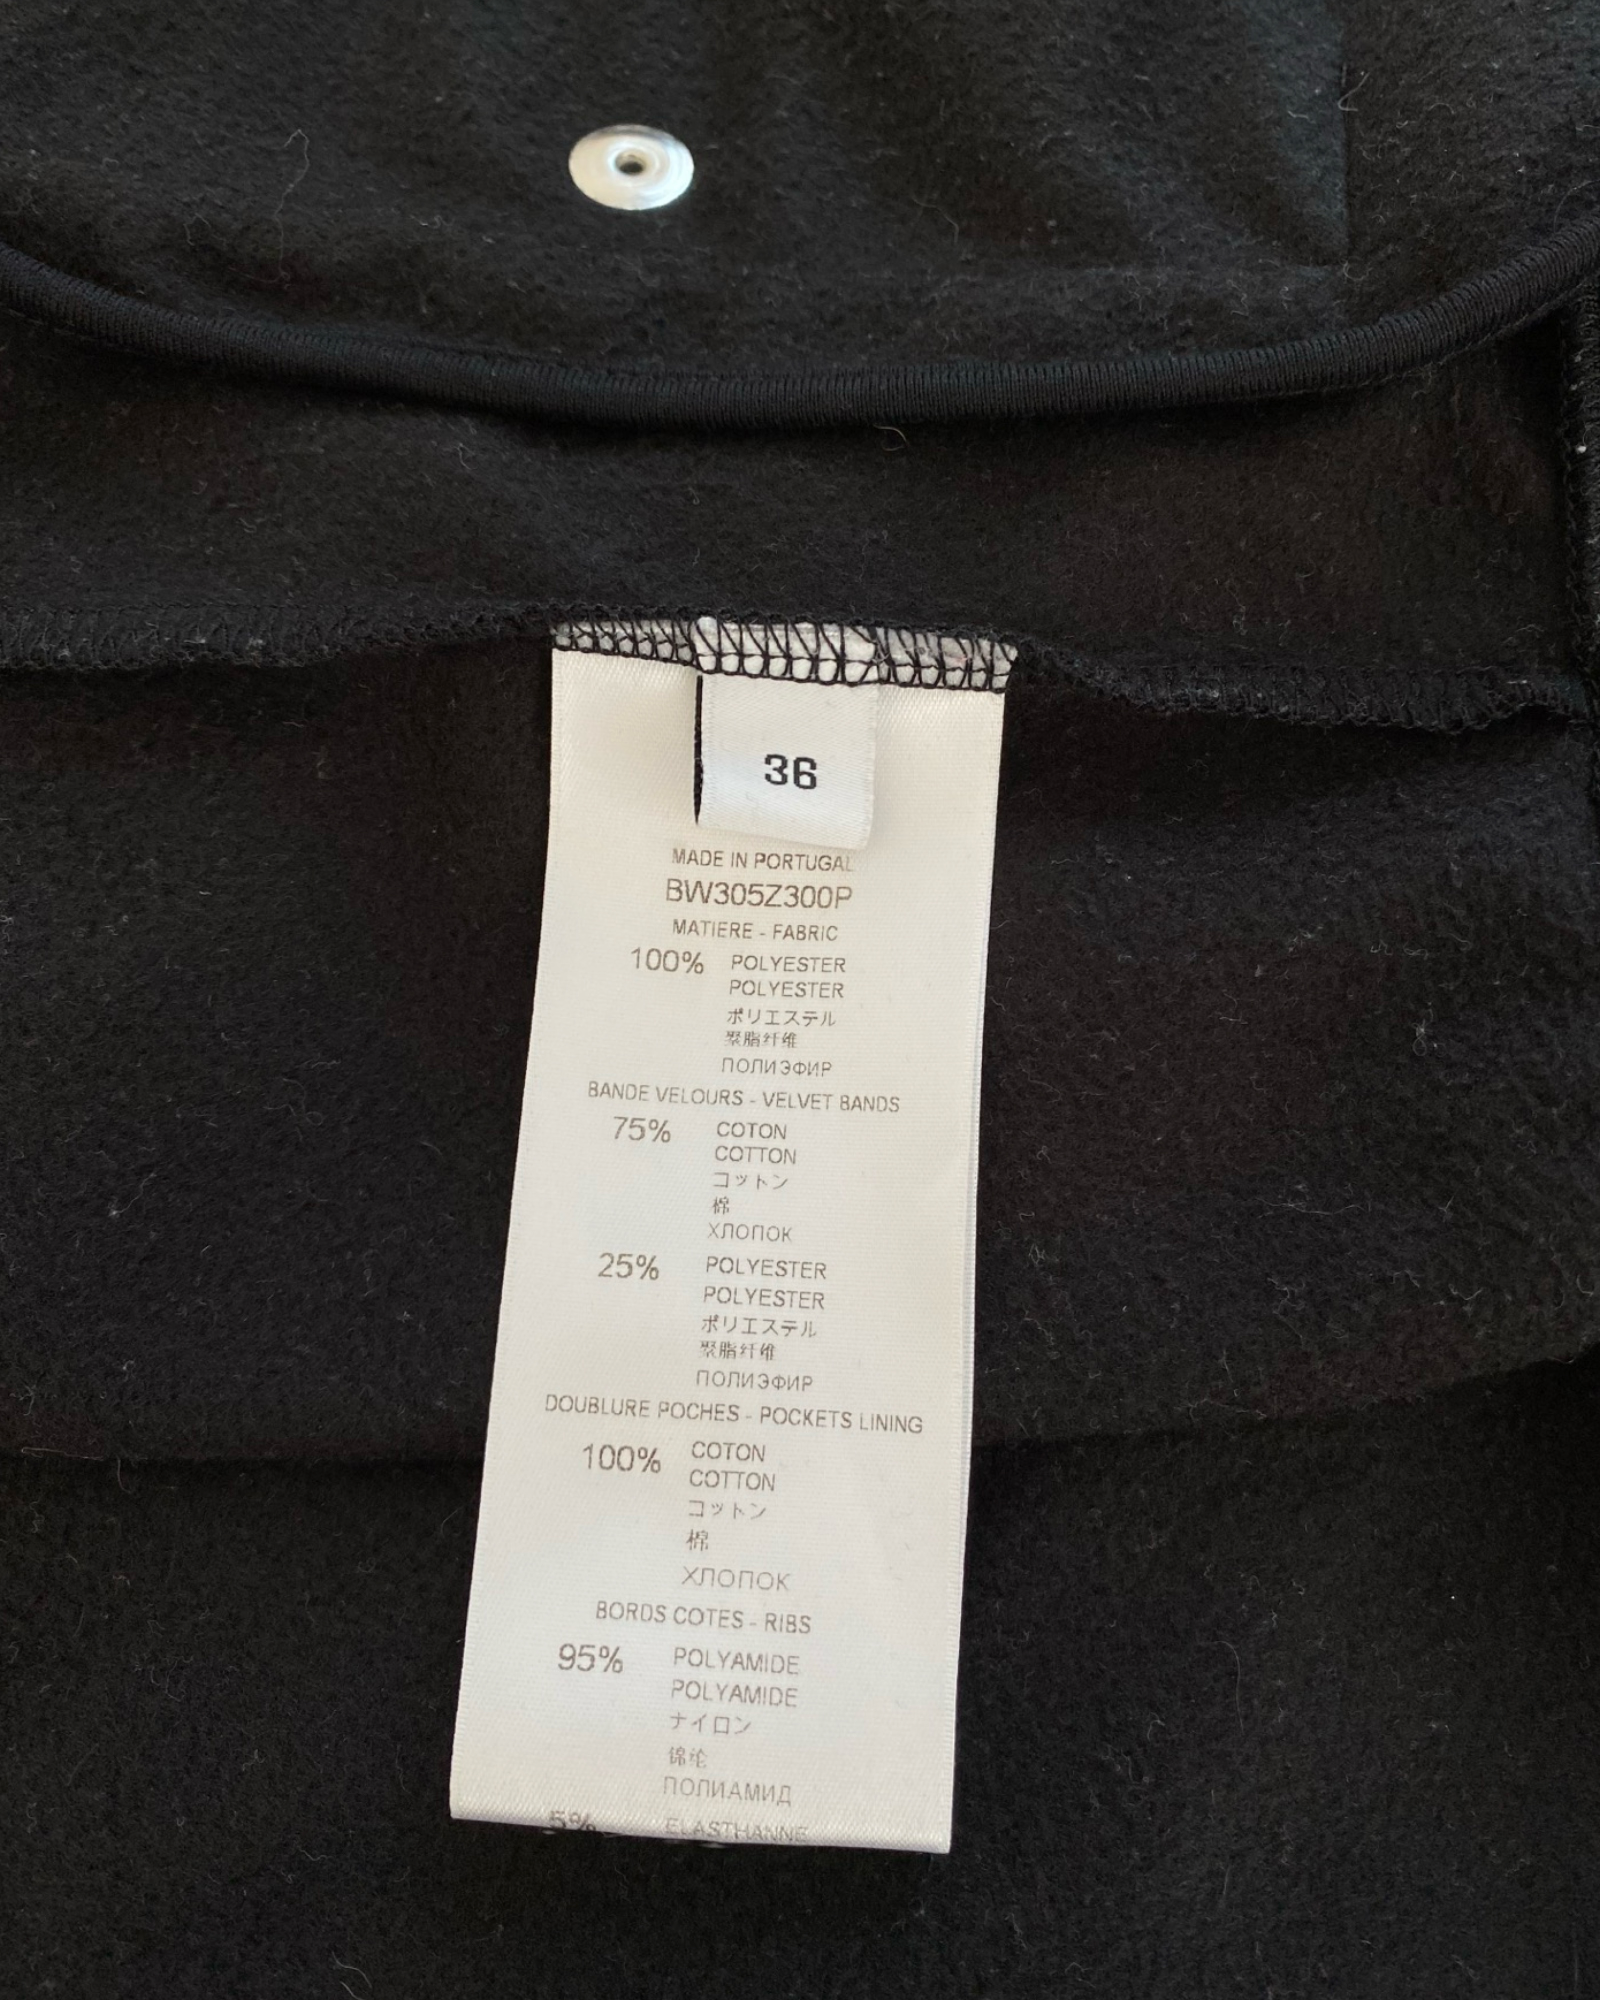 36
MADE IN PORTUGAL
BW305Z300P
MATIERE - FABRIC
100% POLYESTER
POLYESTER
ポリエステル
聚脂纤维
ПОЛИЭФИР
BANDE VELOURS - VELVET BANDS
75% COTON
COTTON
コットン
棉
ХЛОПОК
25% POLYESTER
POLYESTER
ポリエステル
聚脂纤维
ПОЛИЭФИР
DOUBLURE POCHES - POCKETS LINING
100% COTON
COTTON
コットン
棉
ХЛОПОК
BORDS COTES - RIBS
95% POLYAMIDE
POLYAMIDE
ナイロン
锦纶
ПОЛИАМИД
5% ELASTHANNE